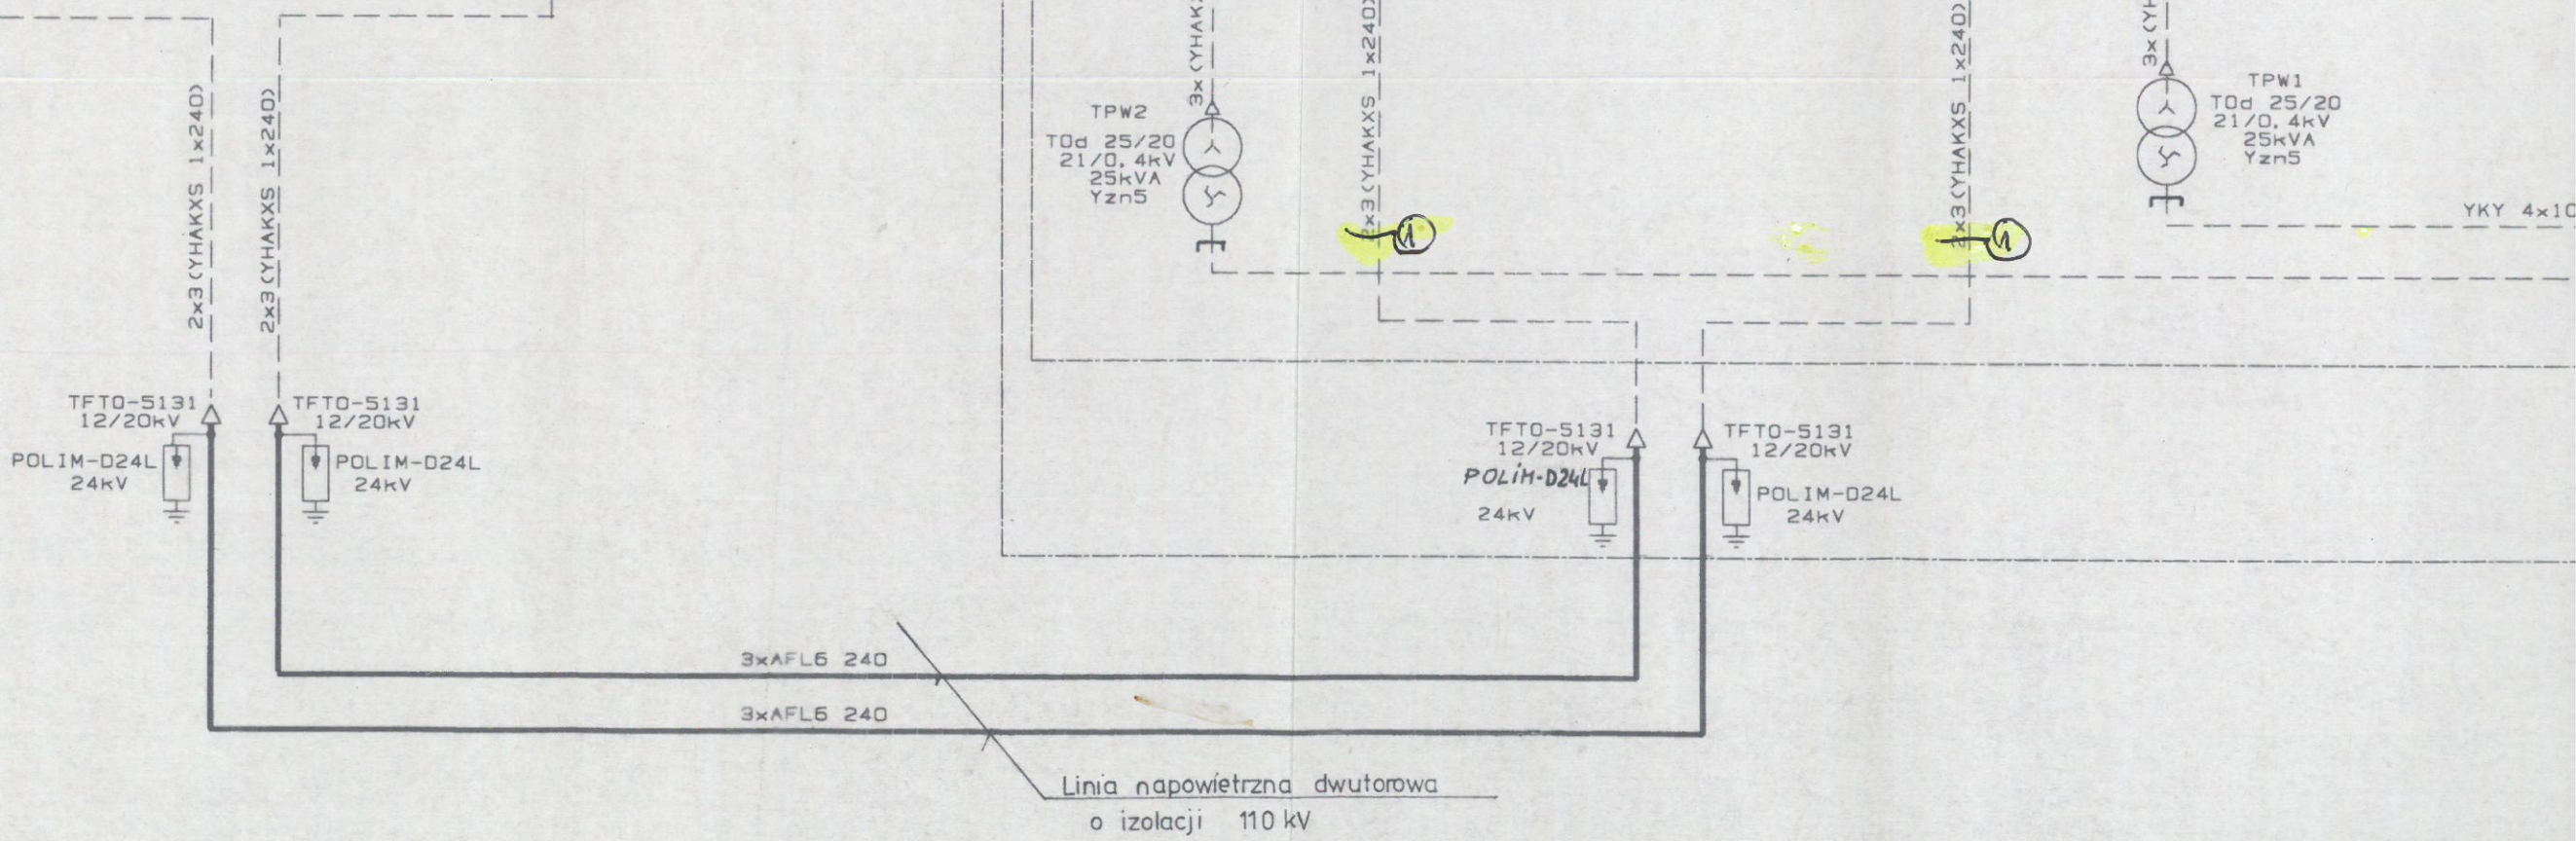 2x3(YHAKXS 1x240)
2x3(YHAKXS 1x240)
3x(YHAK
2x3(YHAKXS 1x240)
2x3(YHAKXS 1x240)
3x(YH
TPW2
TOd 25/20
21/0,4kV
25kVA
Yzn5
TPW1
TOd 25/20
21/0,4kV
25kVA
Yzn5
1
1
YKY 4x10
TFTO-5131
12/20kV
TFTO-5131
12/20kV
POLIM-D24L
24kV
POLIM-D24L
24kV
TFTO-5131
12/20kV
TFTO-5131
12/20kV
POLIM-D24L
24kV
POLIM-D24L
24kV
3xAFL6 240
3xAFL6 240
Linia napowietrzna dwutorowa
o izolacji 110 kV